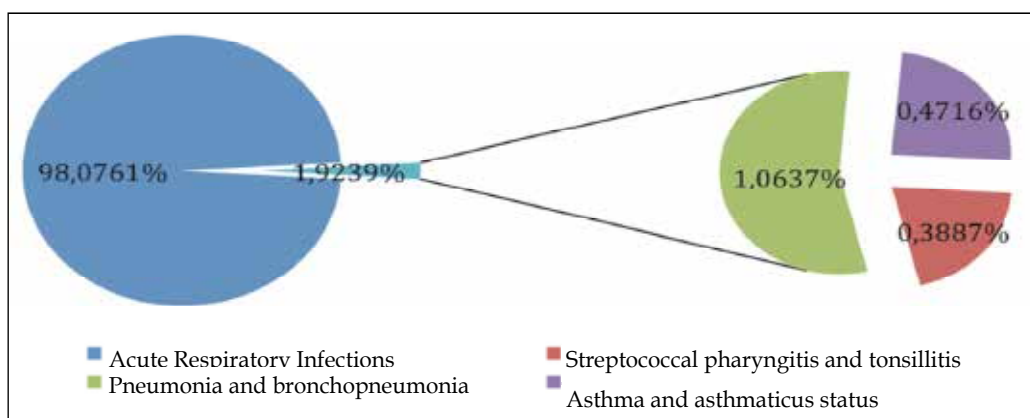 98,0761%
1,9239%
1,0637%
0,4716%
0,3887%
Acute Respiratory Infections
Streptococcal pharyngitis and tonsillitis
Pneumonia and bronchopneumonia
Asthma and asthmaticus status